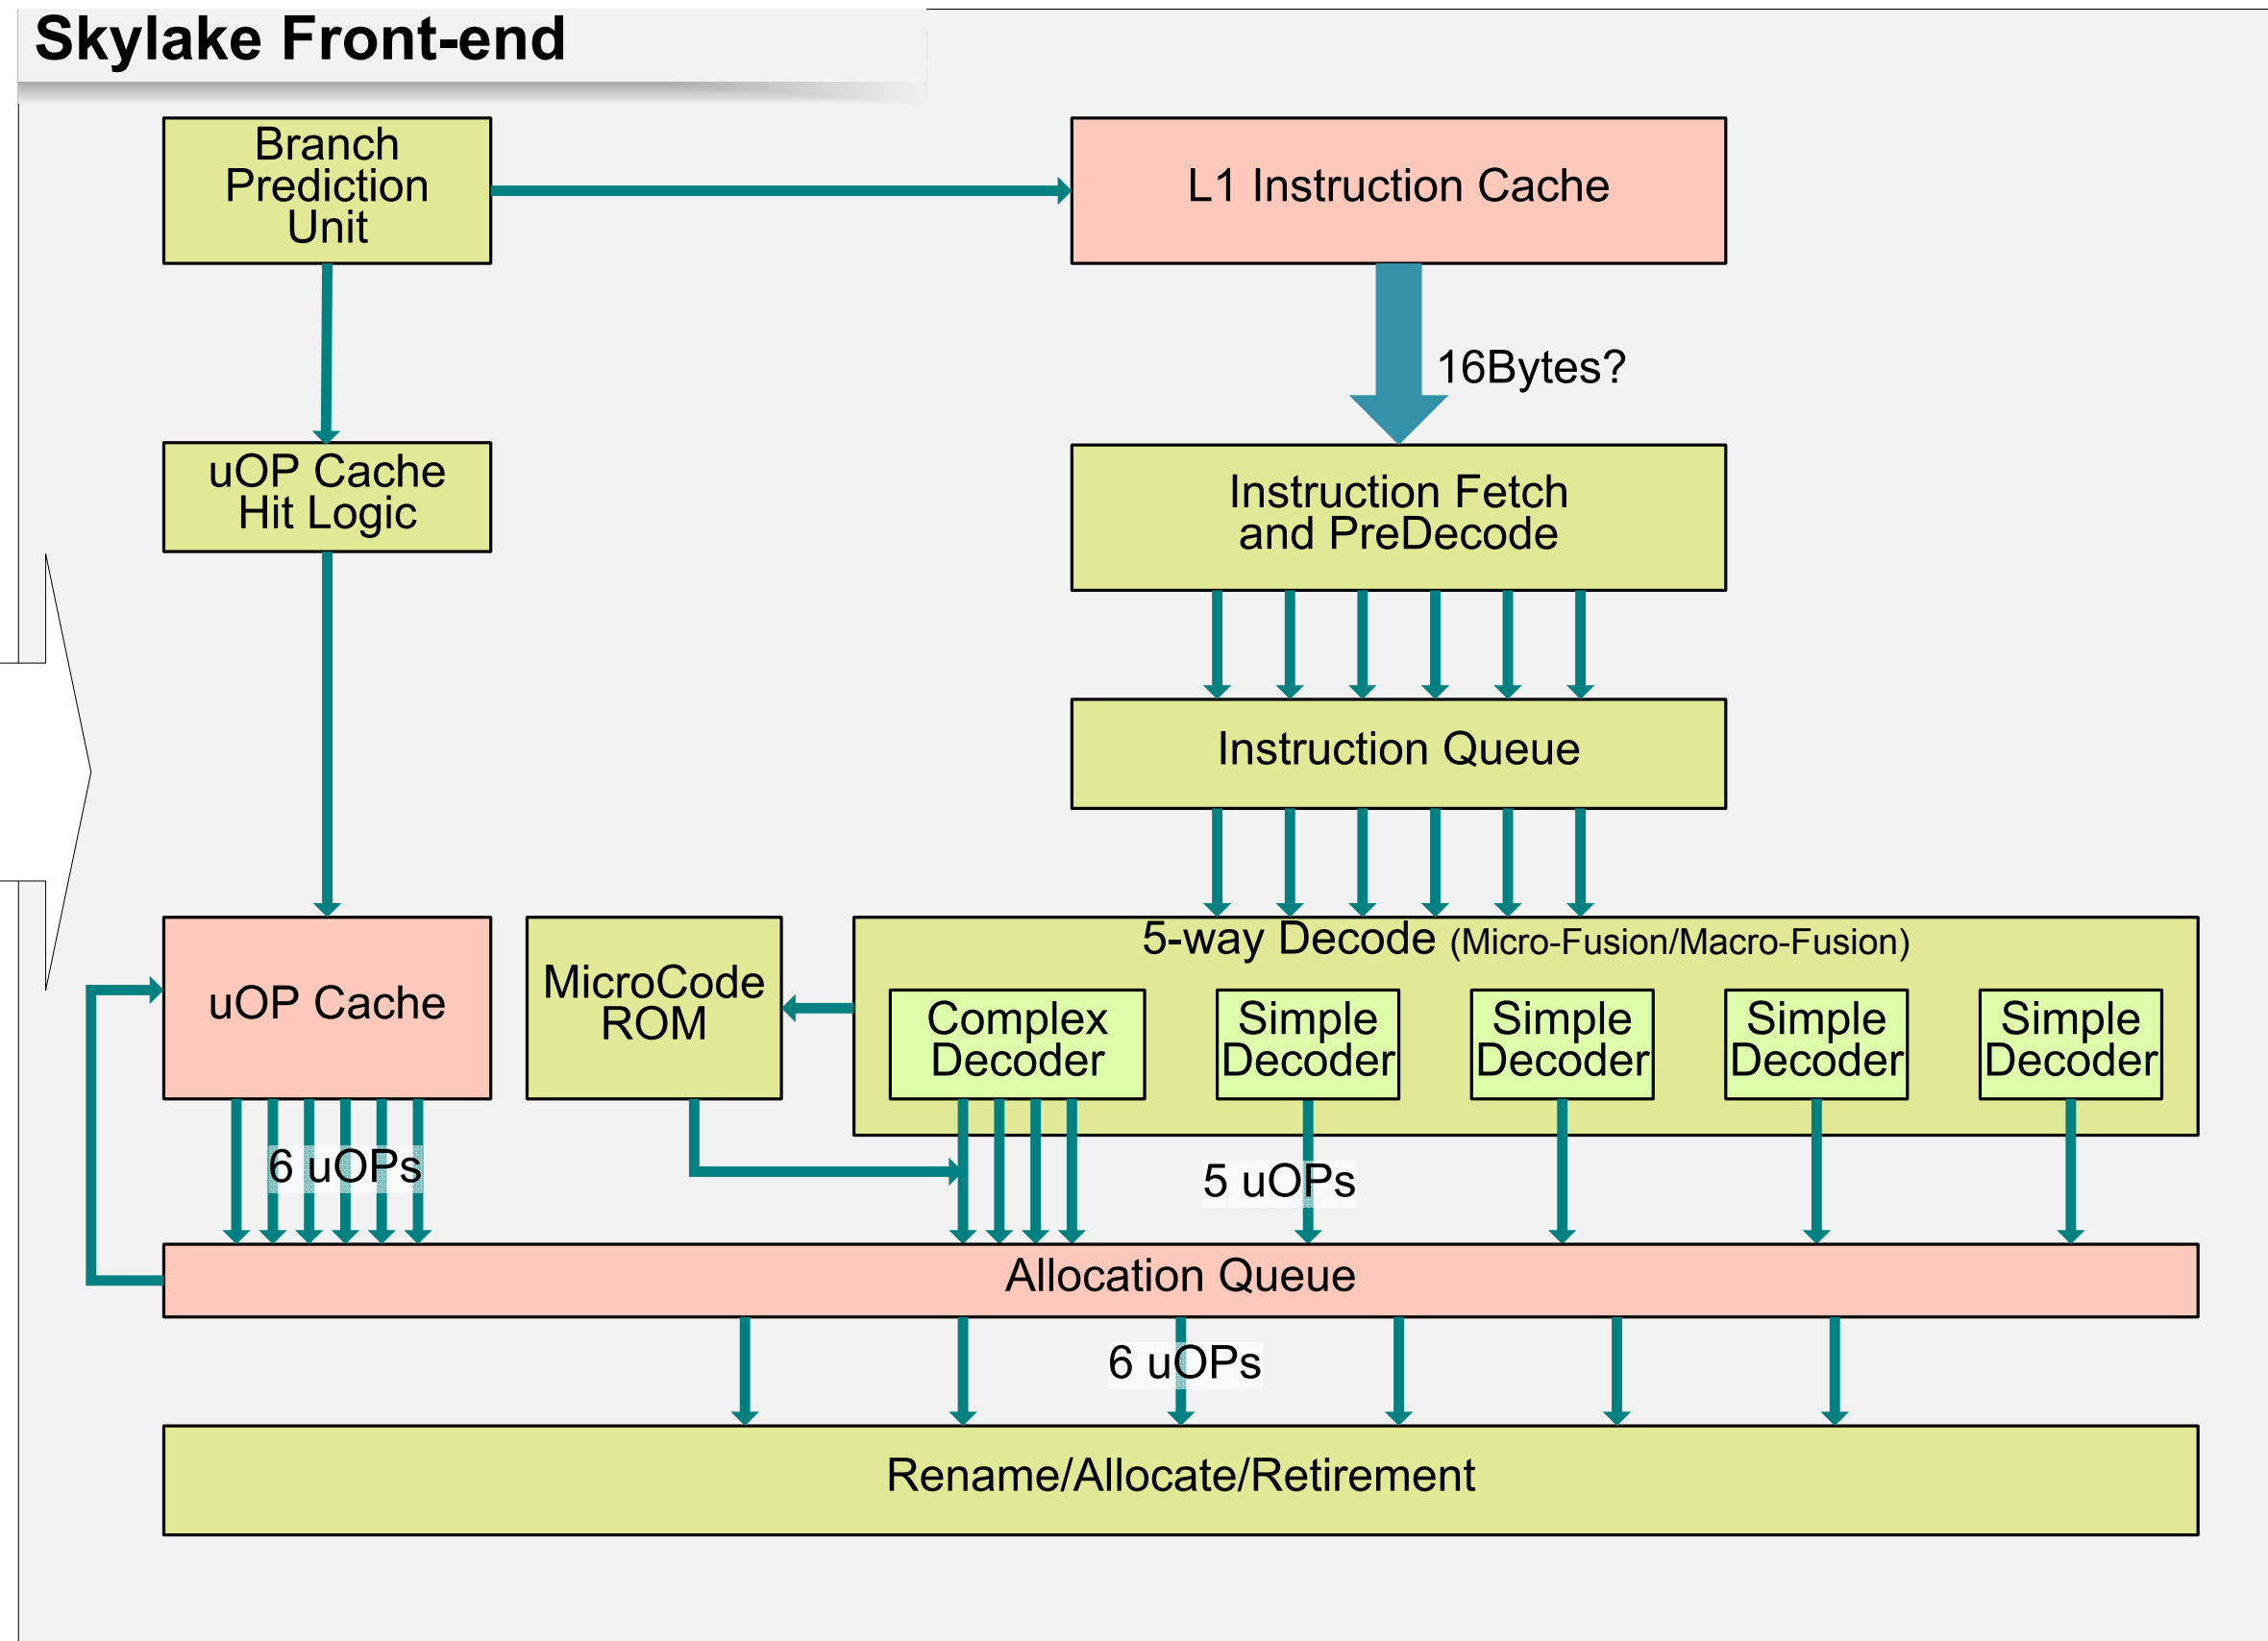 Skylake Front-end
Branch
Prediction
Unit
L1 Instruction Cache
16Bytes?
uOP Cache
Hit Logic
Instruction Fetch
and PreDecode
Instruction Queue
5-way Decode (Micro-Fusion/Macro-Fusion)
uOP Cache
MicroCode
ROM
Complex
Decoder
Simple
Decoder
Simple
Decoder
Simple
Decoder
Simple
Decoder
6 uOPs
5 uOPs
Allocation Queue
6 uOPs
Rename/Allocate/Retirement